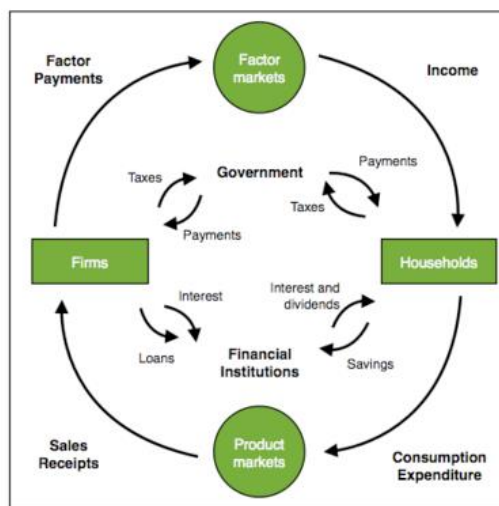 Factor
Payments
Factor
markets
Income
Government
Payments
Taxes
Taxes
Payments
Firms
Households
Interest
Interest and
dividends
Loans
Financial
Institutions
Savings
Sales
Receipts
Product
markets
Consumption
Expenditure